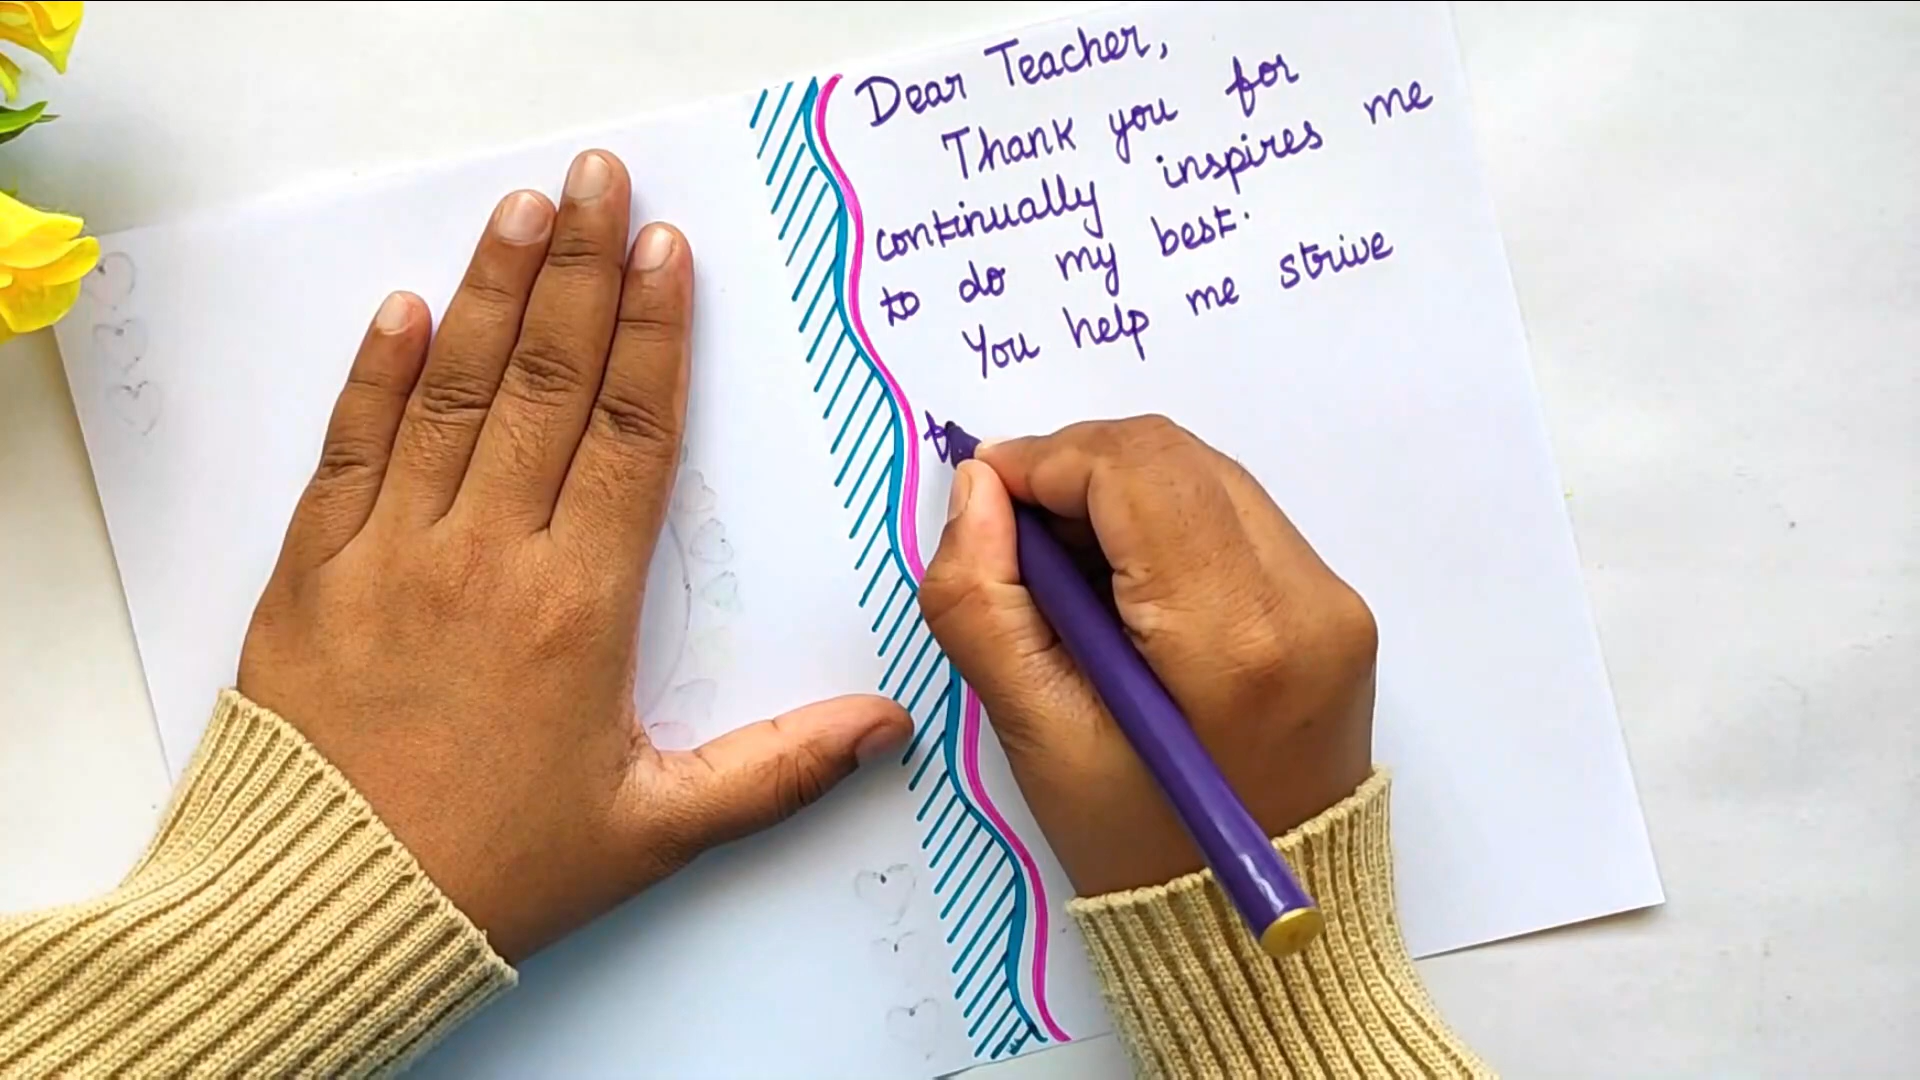 Dear Teacher,
Thank you for
continually inspires me
to do my best.
You help me strive